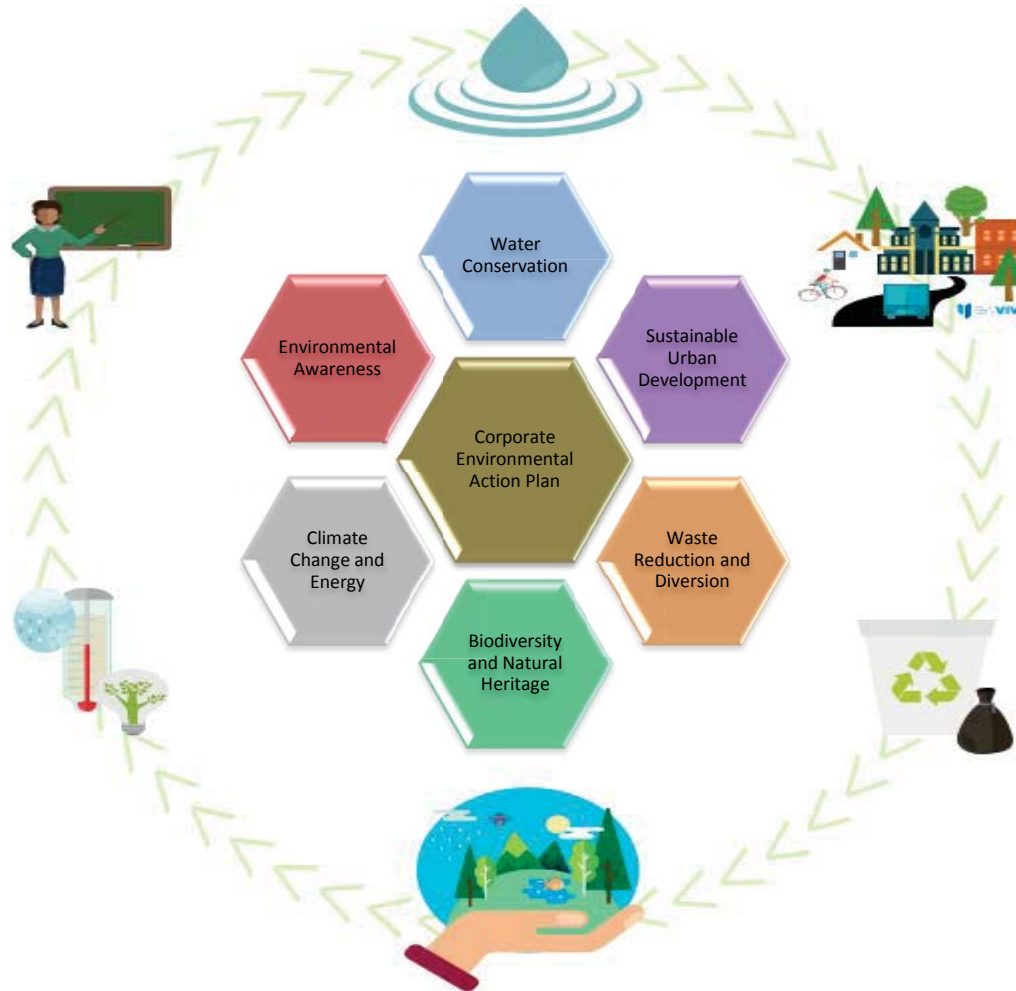 Water
Conservation
Environmental
Awareness
Sustainable
Urban
Development
Corporate
Environmental
Action Plan
Climate
Change and
Energy
Waste
Reduction and
Diversion
Biodiversity
and Natural
Heritage